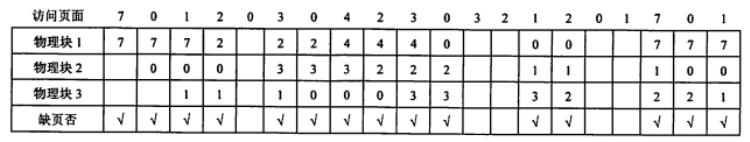 访问页面 7 0 1 2 0 3 0 4 2 3 0 3 2 1 2 0 1 7 0 1
物理块 1 7 7 7 2 2 2 4 4 4 0 0 0 7 7 7
物理块 2 0 0 0 3 3 3 2 2 2 1 1 1 0 0
物理块 3 1 1 1 0 0 0 3 3 3 2 2 2 1
缺页否 √ √ √ √ √ √ √ √ √ √ √ √ √ √ √